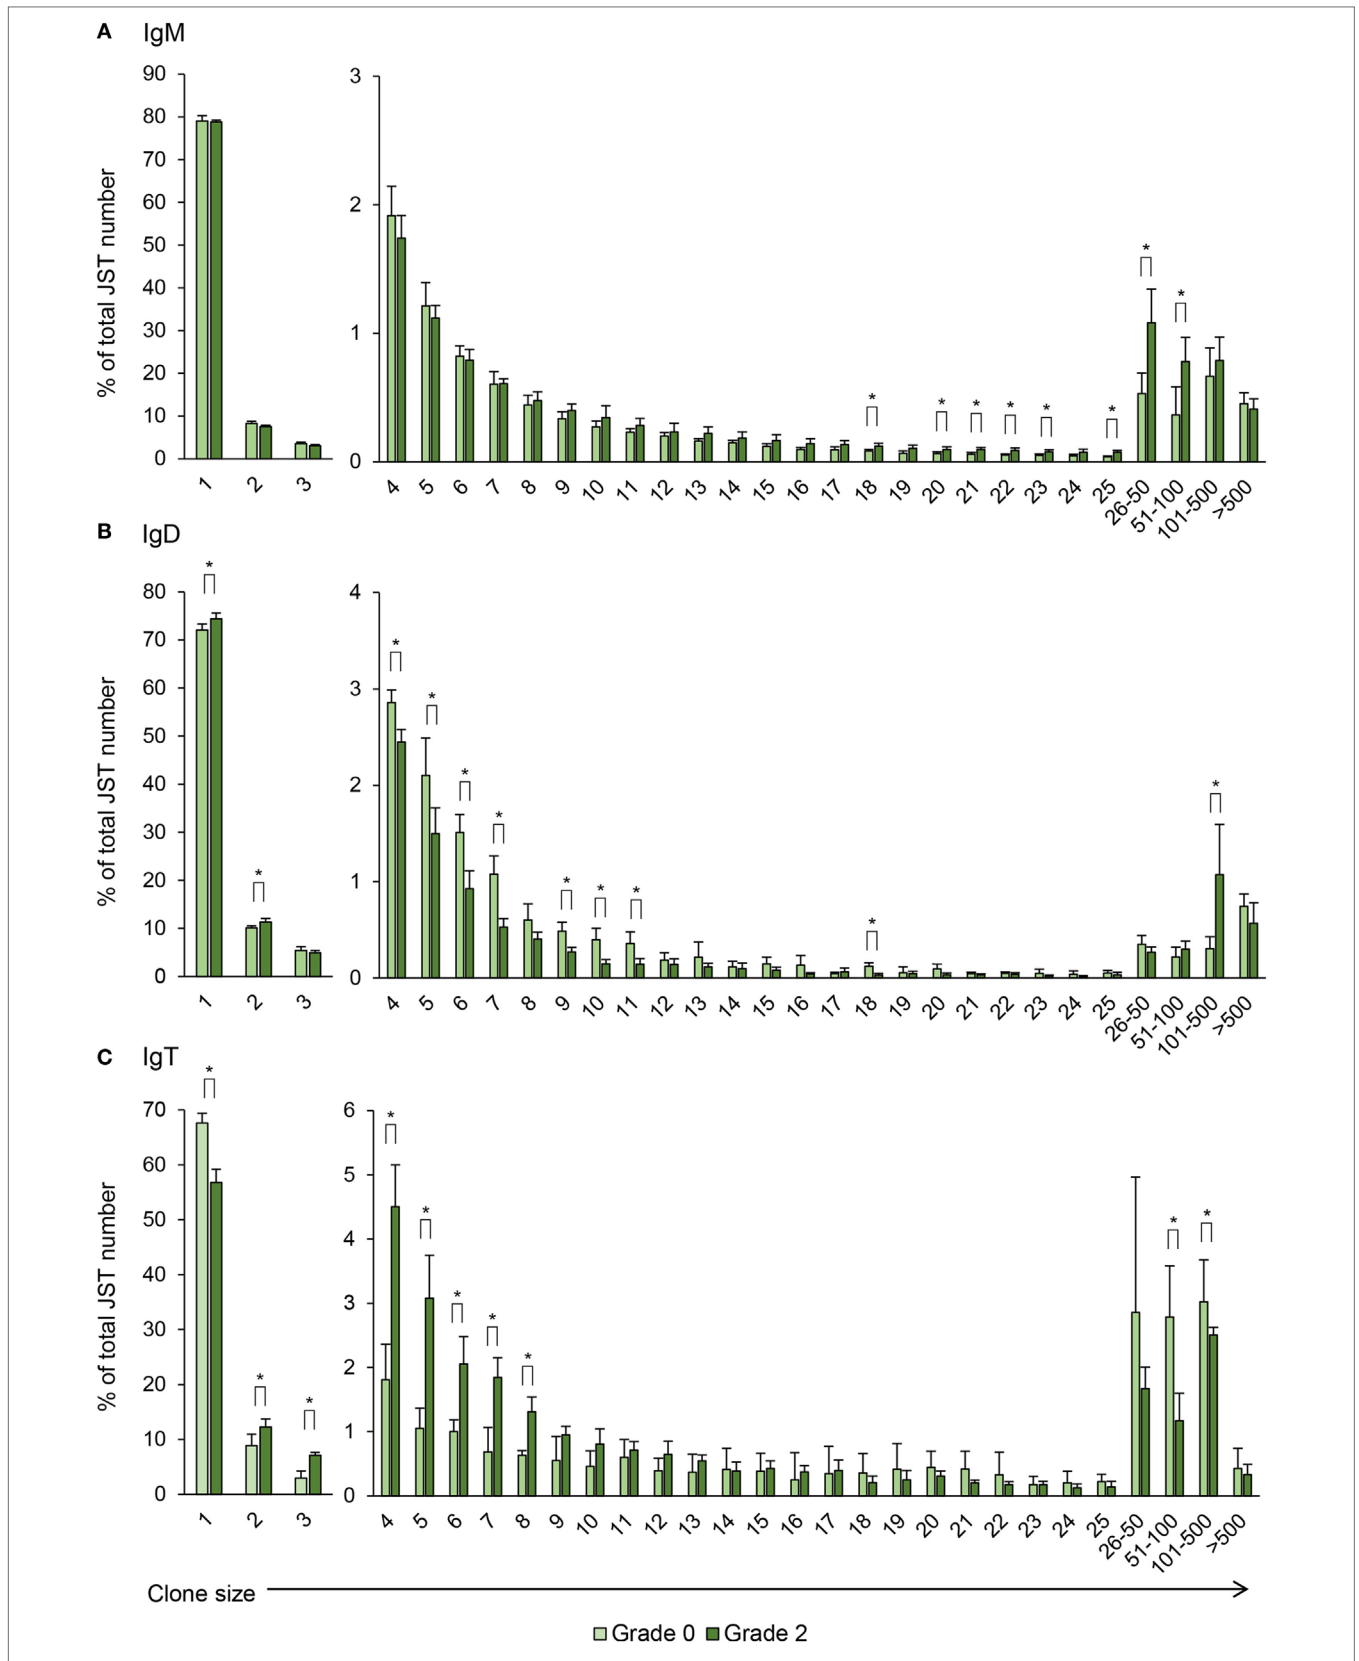 A IgM
% of total JST number
90
80
70
60
50
40
30
20
10
0
1 2 3
3
2
1
0
* * * * * * * *
4 5 6 7 8 9 10 11 12 13 14 15 16 17 18 19 20 21 22 23 24 25 26-50 51-100 101-500 >500
B IgD
% of total JST number
80
70
60
50
40
30
20
10
0
* *
1 2 3
4
3
2
1
0
* * * * * * * * *
4 5 6 7 8 9 10 11 12 13 14 15 16 17 18 19 20 21 22 23 24 25 26-50 51-100 101-500 >500
C IgT
% of total JST number
70
60
50
40
30
20
10
0
* * *
1 2 3
6
5
4
3
2
1
0
* * * * * * *
4 5 6 7 8 9 10 11 12 13 14 15 16 17 18 19 20 21 22 23 24 25 26-50 51-100 101-500 >500
Clone size
Grade 0 Grade 2